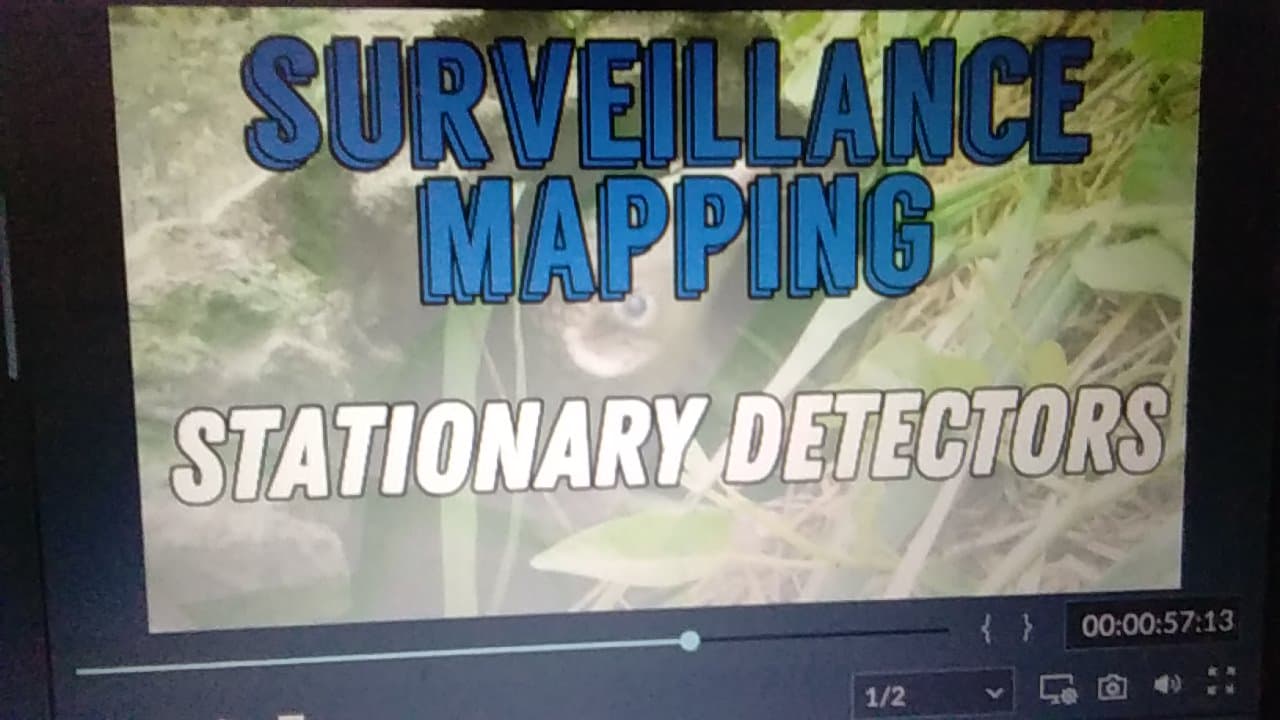 SURVEILLANCE
MAPPING
STATIONARY DETECTORS
{ } 00:00:57:13
1/2